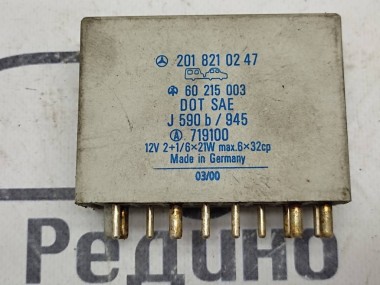 201 821 02 47
60 215 003
DOT SAE
J 590 b / 945
A 719100
12V 2+1/6×21W max.6×32cp
Made in Germany
03/00
Редино